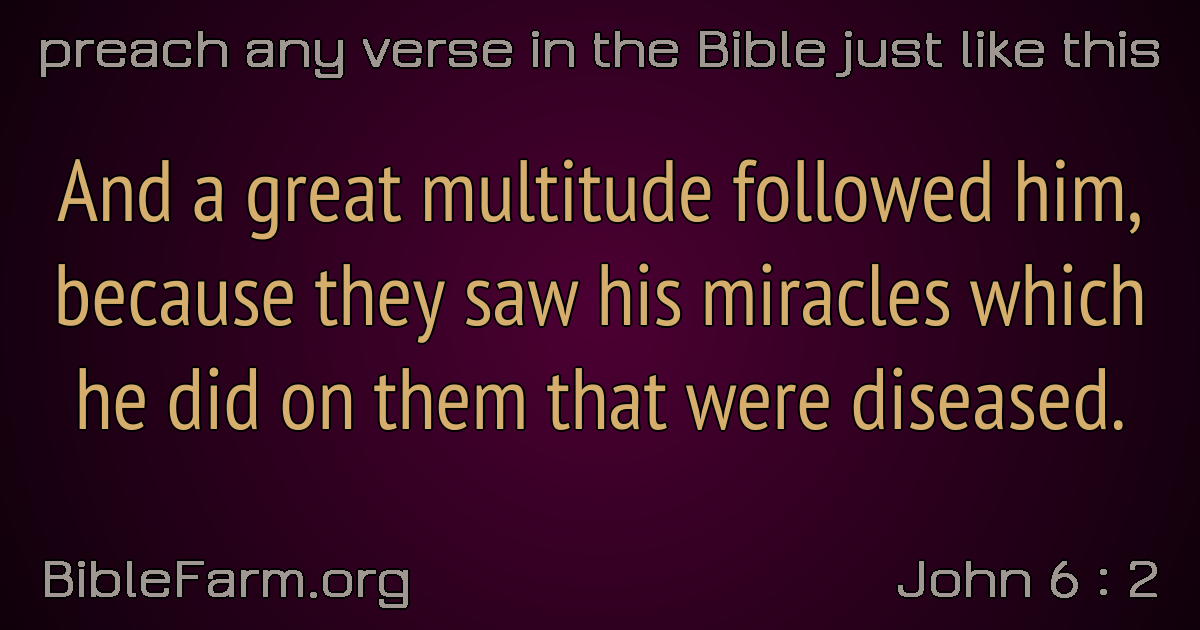 preach any verse in the Bible just like this
And a great multitude followed him,
because they saw his miracles which
he did on them that were diseased.
BibleFarm.org
John 6 : 2